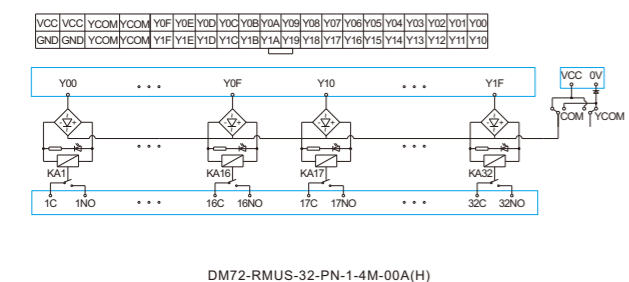 VCC VCC YCOM YCOM Y0F Y0E Y0D Y0C Y0B Y0A Y09 Y08 Y07 Y06 Y05 Y04 Y03 Y02 Y01 Y00
GND GND YCOM YCOM Y1F Y1E Y1D Y1C Y1B Y1A Y19 Y18 Y17 Y16 Y15 Y14 Y13 Y12 Y11 Y10
Y00 Y0F Y10 Y1F VCC 0V
COM YCOM
KA1 KA16 KA17 KA32
1C 1NO 16C 16NO 17C 17NO 32C 32NO
DM72-RMUS-32-PN-1-4M-00A(H)